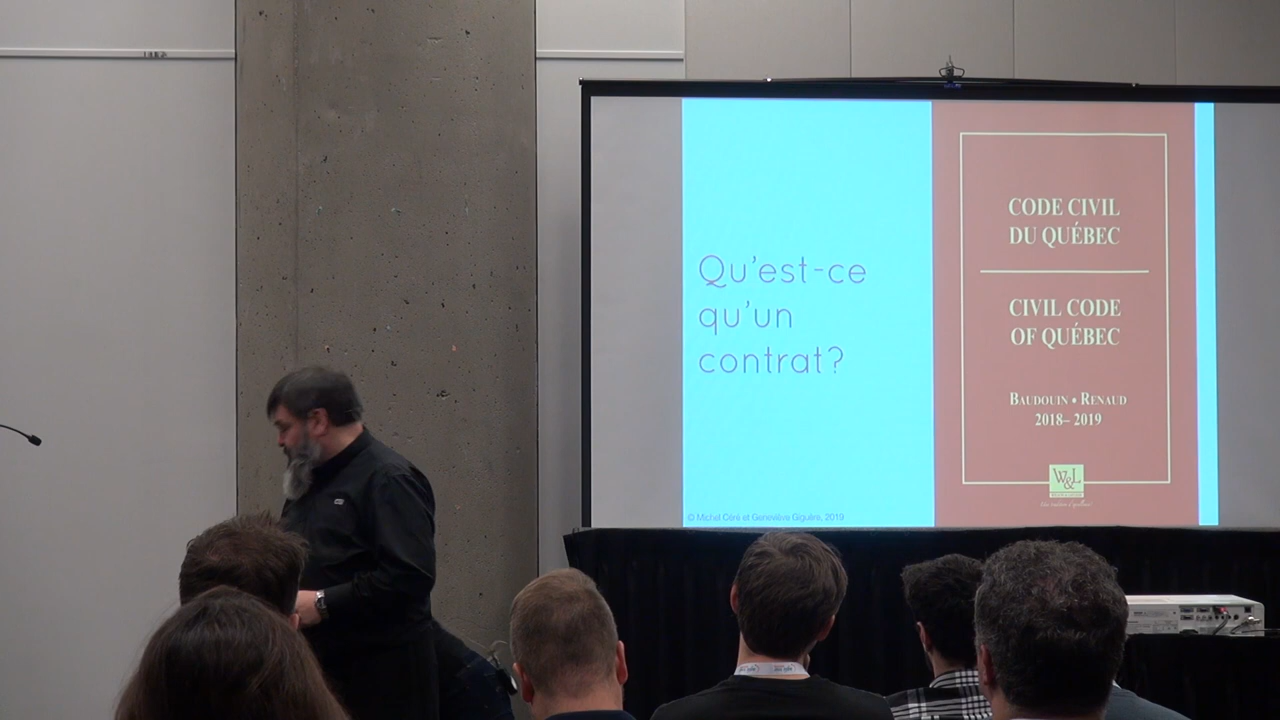 Qu'est-ce
qu'un
contrat?
© Michel Céré et Geneviève Giguère, 2019
CODE CIVIL
DU QUÉBEC
CIVIL CODE
OF QUÉBEC
BAUDOUIN • RENAUD
2018– 2019
W&L